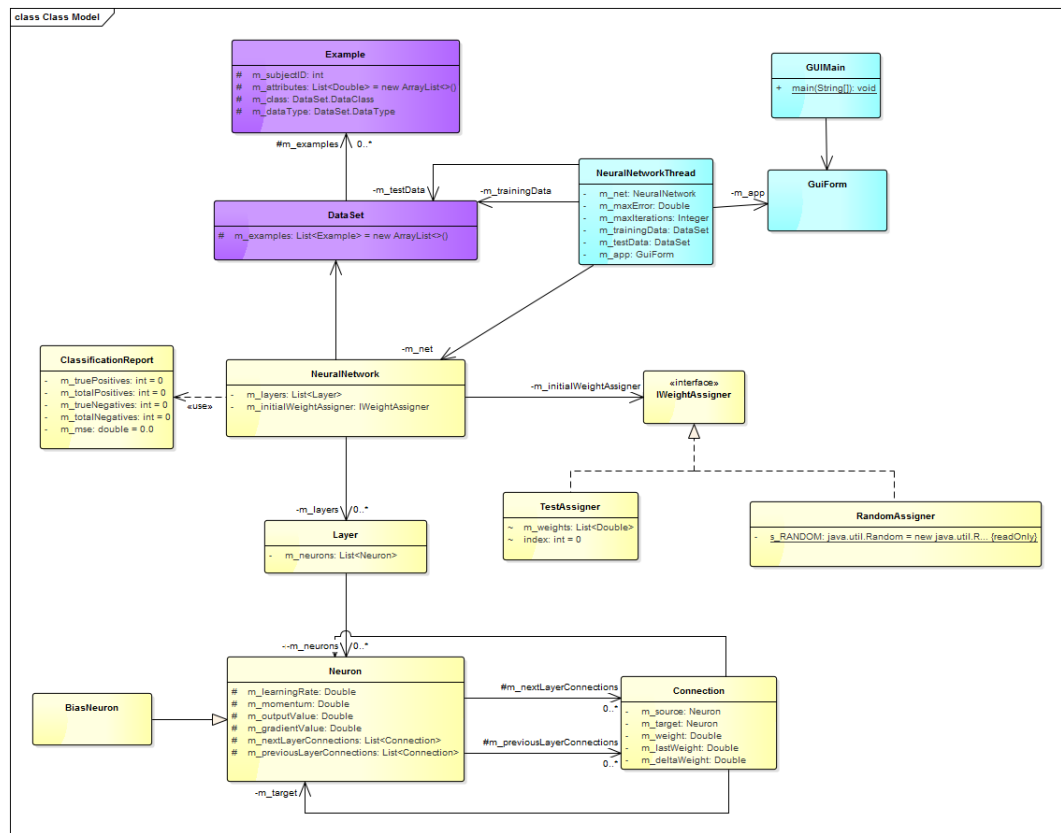 class Class Model
Example
# m_subjectID: int
# m_attributes: List<Double> = new ArrayList<>()
# m_class: DataSet.DataClass
# m_dataType: DataSet.DataType
GUIMain
+ main(String[]): void
#m_examples 0..*
NeuralNetworkThread
- m_net: NeuralNetwork
- m_maxError: Double
- m_maxIterations: Integer
- m_trainingData: DataSet
- m_testData: DataSet
- m_app: GuiForm
-m_testData
-m_trainingData
-m_app
GuiForm
DataSet
# m_examples: List<Example> = new ArrayList<>()
-m_net
ClassificationReport
- m_truePositives: int = 0
- m_totalPositives: int = 0
- m_trueNegatives: int = 0
- m_totalNegatives: int = 0
- m_mse: double = 0.0
«use»
NeuralNetwork
- m_layers: List<Layer>
- m_initialWeightAssigner: IWeightAssigner
-m_initialWeightAssigner
«interface»
IWeightAssigner
-m_layers 0..*
TestAssigner
~ m_weights: List<Double>
~ index: int = 0
RandomAssigner
- s_RANDOM: java.util.Random = new java.util.R... {readOnly}
Layer
- m_neurons: List<Neuron>
-m_neurons 0..*
Neuron
# m_learningRate: Double
# m_momentum: Double
# m_outputValue: Double
# m_gradientValue: Double
# m_nextLayerConnections: List<Connection>
# m_previousLayerConnections: List<Connection>
BiasNeuron
#m_nextLayerConnections
0..*
#m_previousLayerConnections
0..*
Connection
- m_source: Neuron
- m_target: Neuron
- m_weight: Double
- m_lastWeight: Double
- m_deltaWeight: Double
-m_target